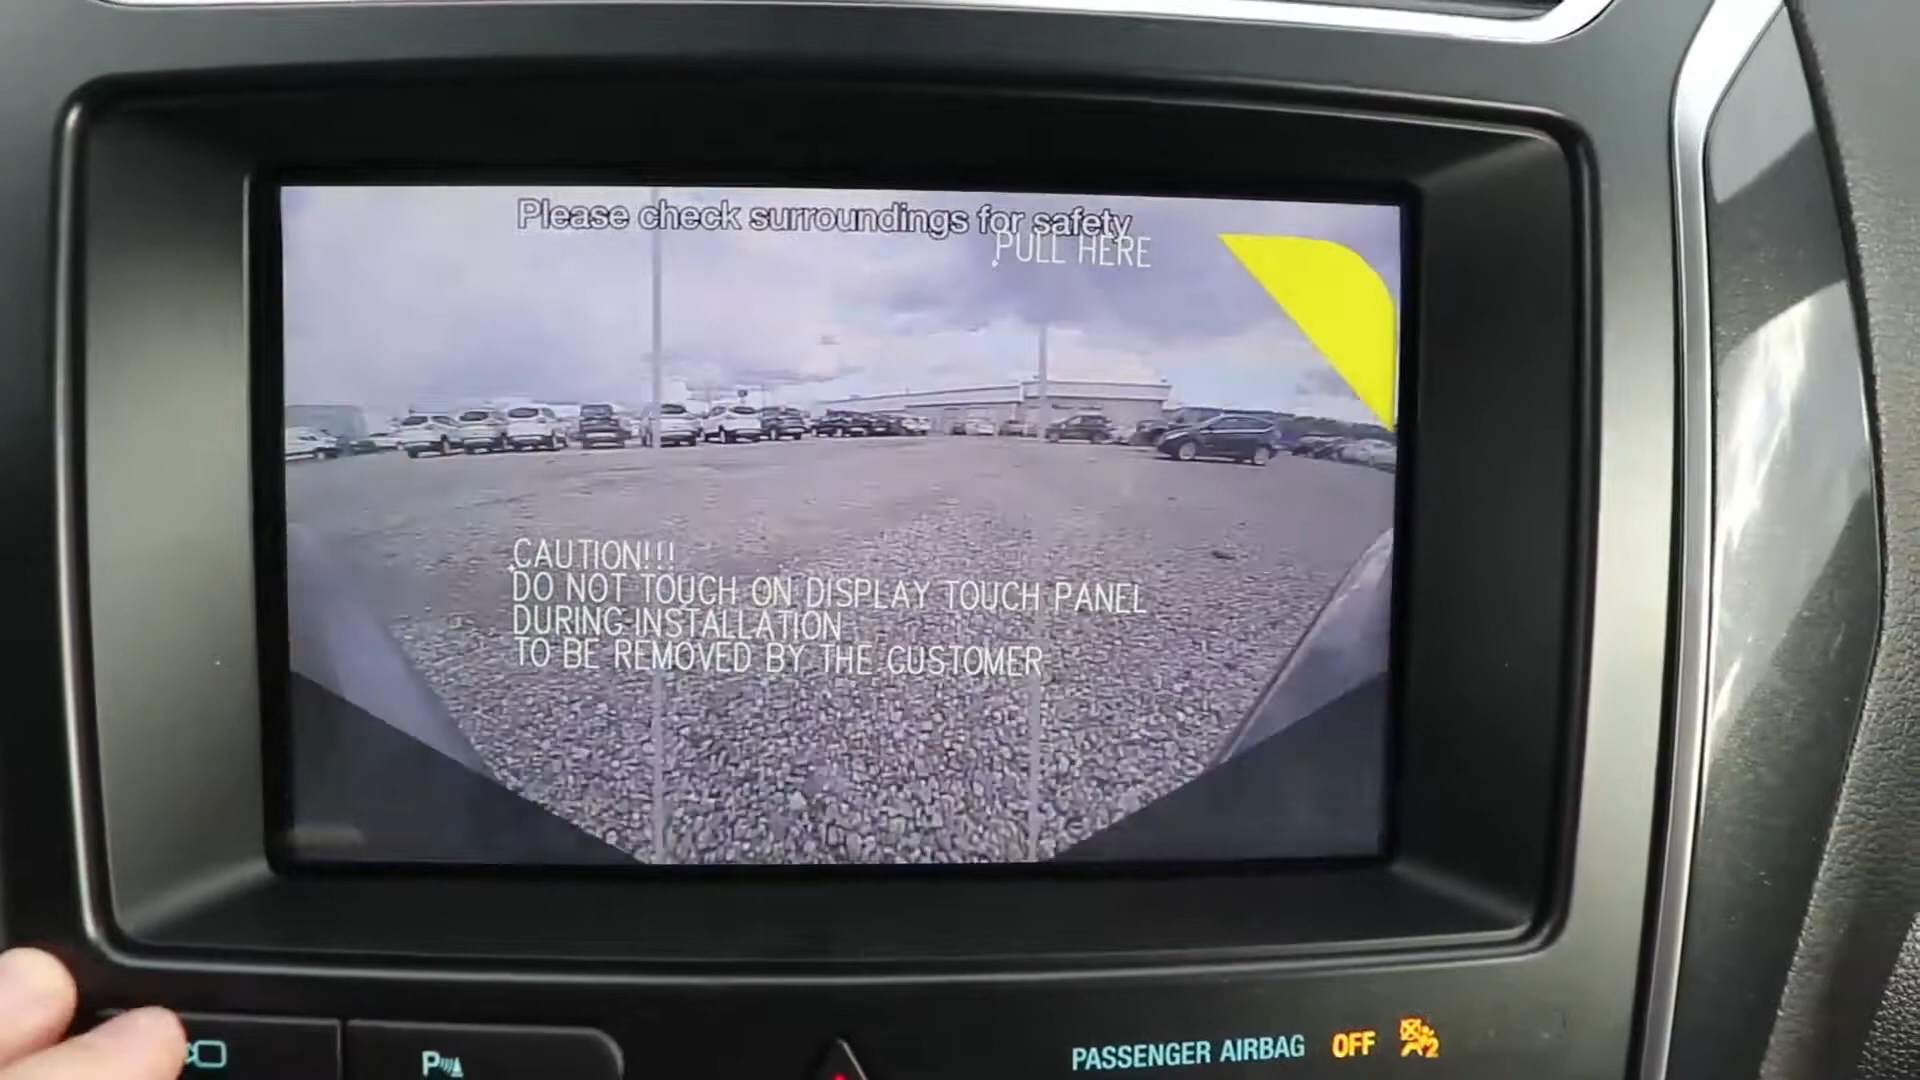 Please check surroundings for safety
PULL HERE
CAUTION!!!
DO NOT TOUCH ON DISPLAY TOUCH PANEL
DURING INSTALLATION
TO BE REMOVED BY THE CUSTOMER
P
PASSENGER AIRBAG OFF 2